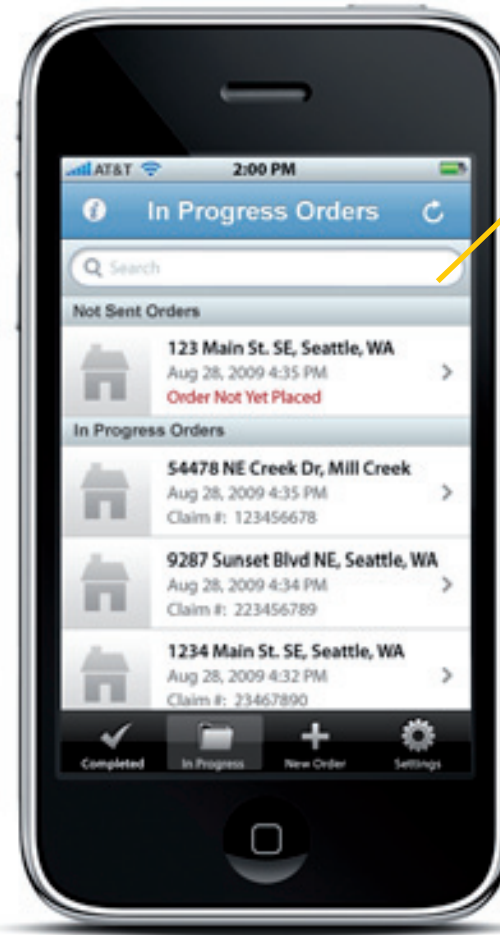 AT&T 2:00 PM
In Progress Orders
Search
Not Sent Orders
123 Main St. SE, Seattle, WA
Aug 28, 2009 4:35 PM
Order Not Yet Placed
In Progress Orders
54478 NE Creek Dr, Mill Creek
Aug 28, 2009 4:35 PM
Claim #: 123456678
9287 Sunset Blvd NE, Seattle, WA
Aug 28, 2009 4:34 PM
Claim #: 223456789
1234 Main St. SE, Seattle, WA
Aug 28, 2009 4:32 PM
Claim #: 23467890
Completed In Progress New Order Settings